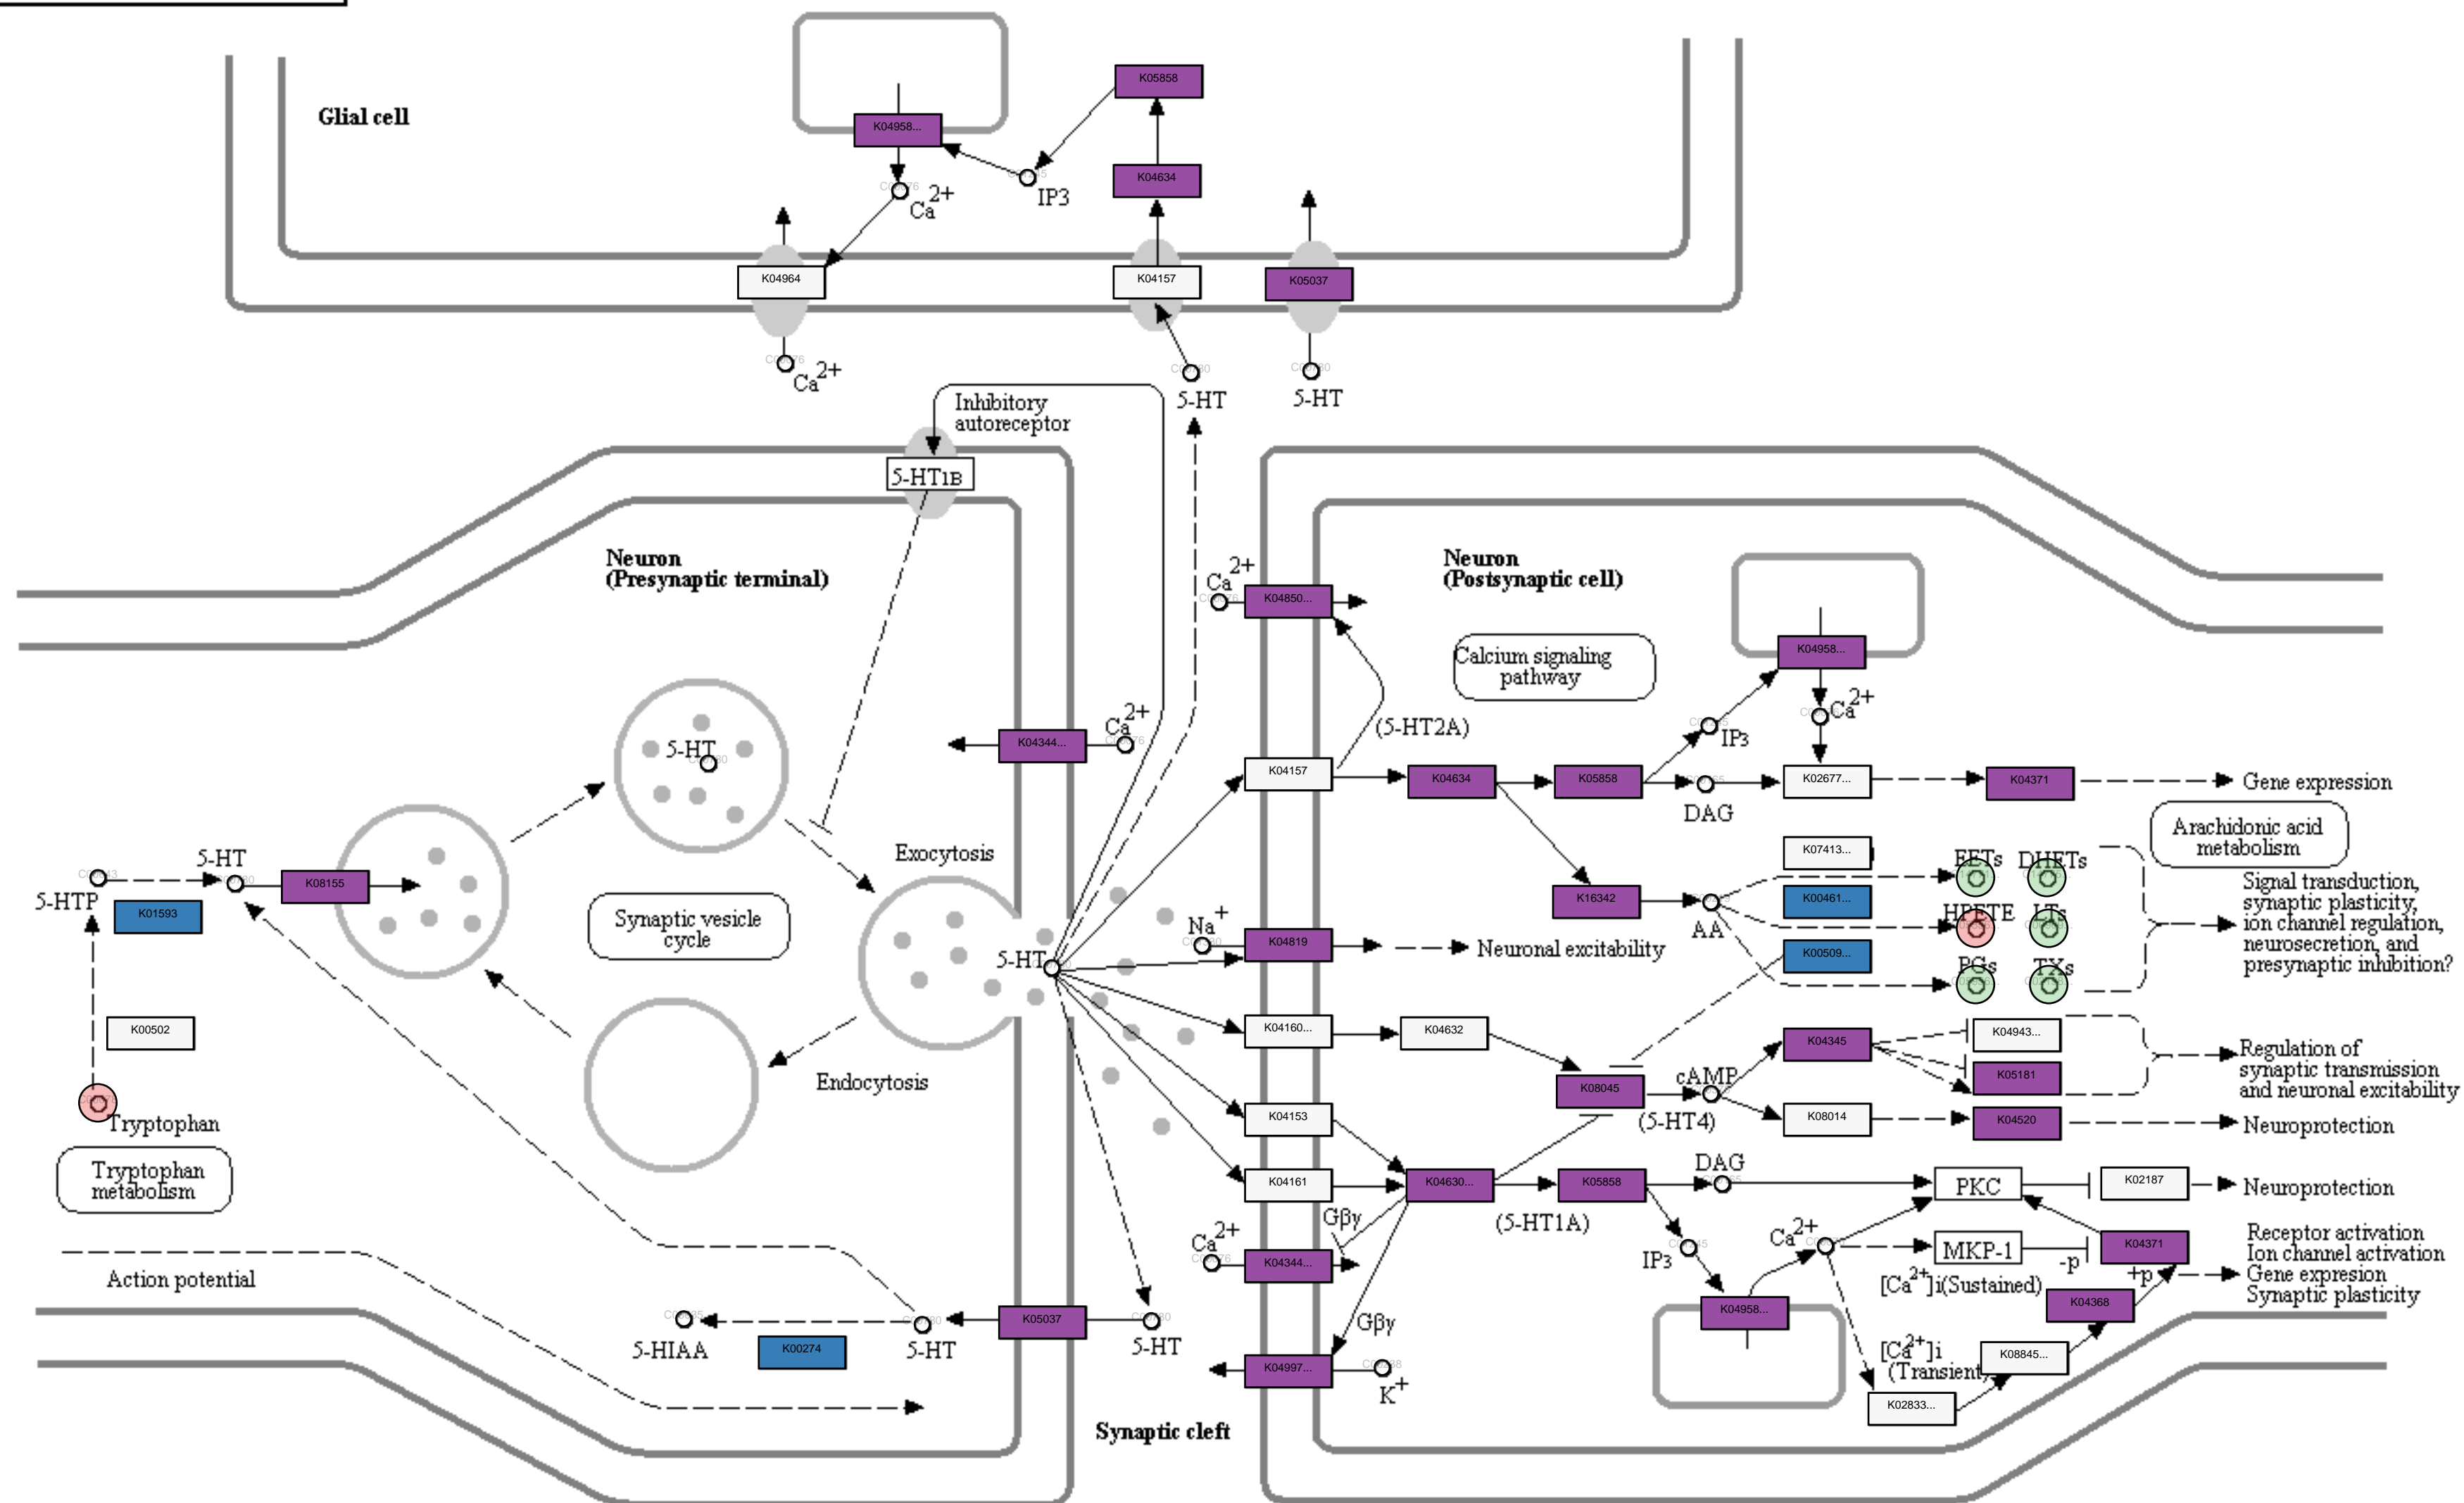 K05858
Glial cell
K04958...
K04634
IP3
Ca2+
K04964
K04157
K05037
Ca2+
5-HT
5-HT
Inhibitory
autoreceptor
5-HT1B
Neuron
(Presynaptic terminal)
Neuron
(Postsynaptic cell)
Ca2+
K04850...
Calcium signaling
pathway
K04958...
Ca2+
(5-HT2A)
IP3
5-HT
K04344...
Ca2+
K04157
K04634
K05858
DAG
K02677...
K04371
Gene expression
Arachidonic acid
metabolism
Exocytosis
K07413...
EETs
DHETs
5-HT
5-HTP
K08155
K01593
Synaptic vesicle
cycle
K16342
AA
K00461...
HPETE
LTs
Signal transduction,
synaptic plasticity,
ion channel regulation,
neurosecretion, and
presynaptic inhibition?
Na+
K04819
Neuronal excitability
K00509...
PGs
TXs
5-HT
K00502
K04160...
K04632
K04345
K04943...
K05181
Regulation of
synaptic transmission
and neuronal excitability
Endocytosis
K08045
cAMP
(5-HT4)
K08014
K04520
Neuroprotection
Tryptophan
K04153
Tryptophan
metabolism
K04161
K04630...
K05858
DAG
(5-HT1A)
PKC
K02187
Neuroprotection
Gβγ
Ca2+
K04344...
IP3
Ca2+
MKP-1
-p
K04371
+p
Receptor activation
Ion channel activation
Gene expresion
Synaptic plasticity
Action potential
[Ca2+]i(Sustained)
K04368
K04958...
5-HIAA
K00274
5-HT
K05037
5-HT
Gβγ
K04997...
K+
[Ca2+]i
(Transient)
K08845...
K02833...
Synaptic cleft